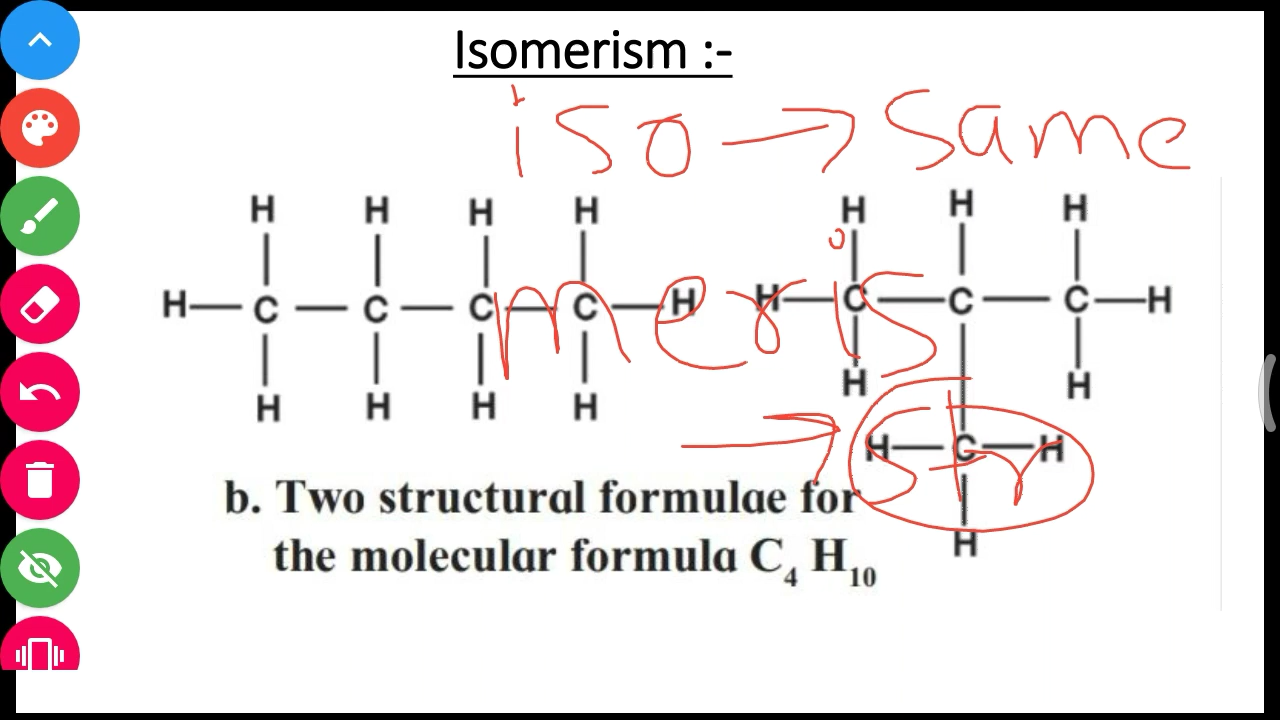 Isomerism :-
iso → Same
H H H H H H H
H — C — C — C — C — H H — C — C — C — H
H H H H H H
meris
→ str
H — C — H
b. Two structural formulae for
the molecular formula C₄ H₁₀
H